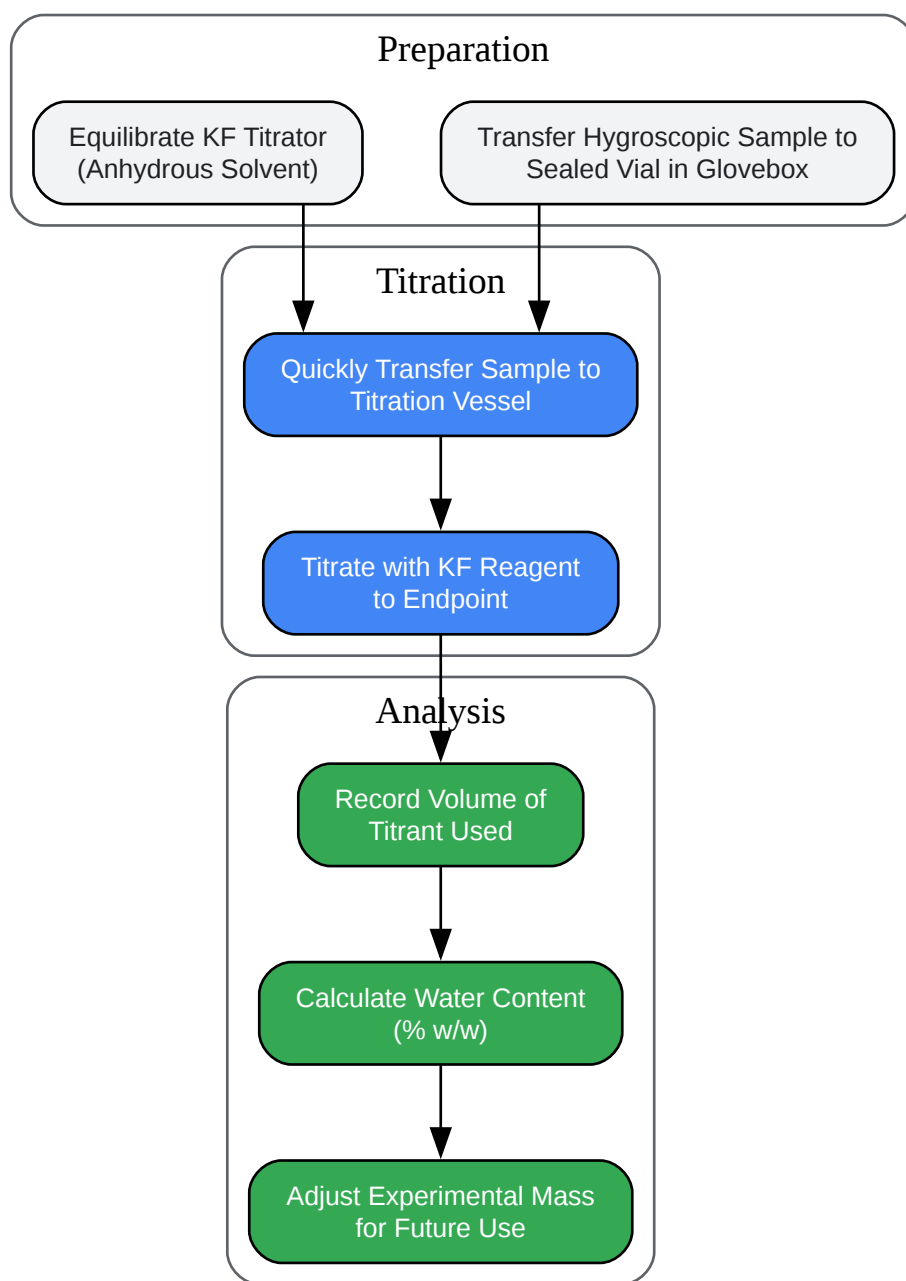 Preparation
Equilibrate KF Titrator
(Anhydrous Solvent)
Transfer Hygroscopic Sample to
Sealed Vial in Glovebox
Titration
Quickly Transfer Sample to
Titration Vessel
Titrate with KF Reagent
to Endpoint
Analysis
Record Volume of
Titrant Used
Calculate Water Content
(% w/w)
Adjust Experimental Mass
for Future Use